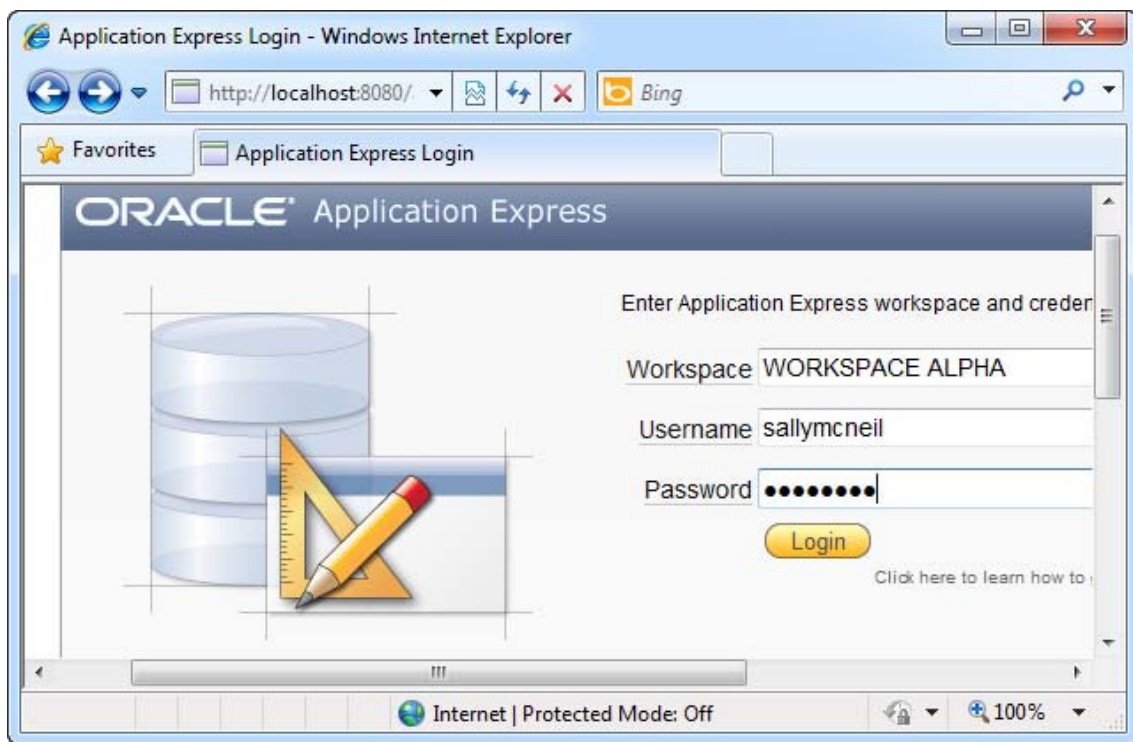 Application Express Login - Windows Internet Explorer
http://localhost:8080/
Bing
Favorites
Application Express Login
ORACLE® Application Express
Enter Application Express workspace and creden
Workspace WORKSPACE ALPHA
Username sallymcneil
Password ●●●●●●●●
Login
Click here to learn how to
Internet | Protected Mode: Off
100%